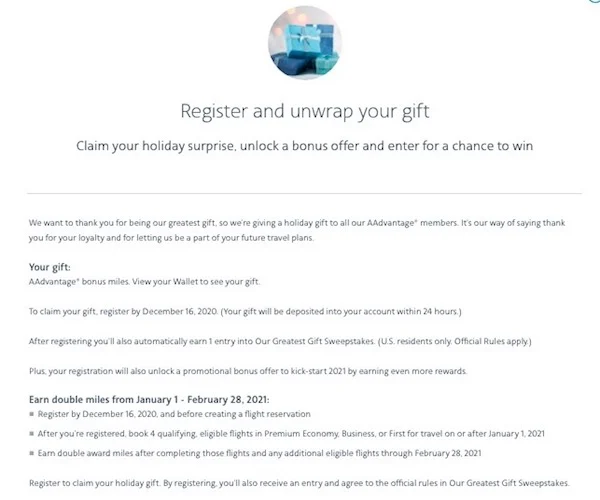 Register and unwrap your gift
Claim your holiday surprise, unlock a bonus offer and enter for a chance to win
We want to thank you for being our greatest gift, so we're giving a holiday gift to all our AAdvantage® members. It's our way of saying thank
you for your loyalty and for letting us be a part of your future travel plans.
Your gift:
AAdvantage® bonus miles. View your Wallet to see your gift.
To claim your gift, register by December 16, 2020. (Your gift will be deposited into your account within 24 hours.)
After registering you'll also automatically earn 1 entry into Our Greatest Gift Sweepstakes. (U.S. residents only. Official Rules apply.)
Plus, your registration will also unlock a promotional bonus offer to kick-start 2021 by earning even more rewards.
Earn double miles from January 1 - February 28, 2021:
■ Register by December 16, 2020, and before creating a flight reservation
■ After you're registered, book 4 qualifying, eligible flights in Premium Economy, Business, or First for travel on or after January 1, 2021
■ Earn double award miles after completing those flights and any additional eligible flights through February 28, 2021
Register to claim your holiday gift. By registering, you'll also receive an entry and agree to the official rules in Our Greatest Gift Sweepstakes.